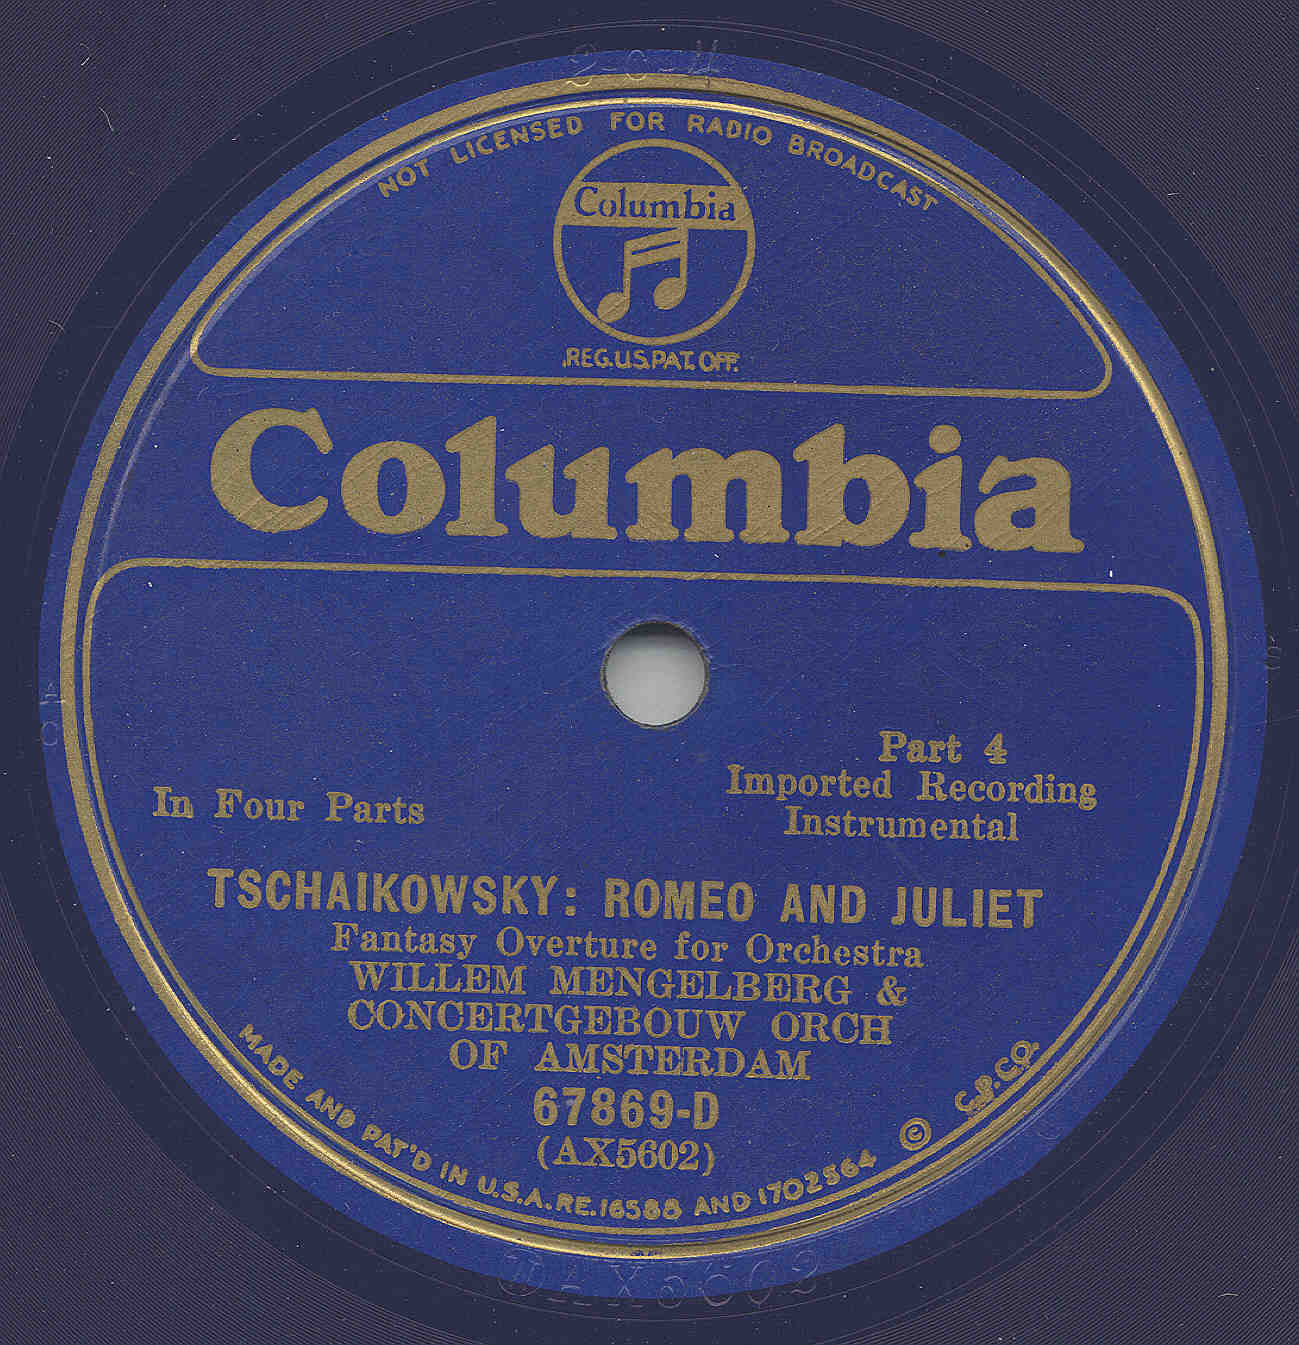 NOT LICENSED FOR RADIO BROADCAST
Columbia
REG.U.S.PAT.OFF.
Columbia
Part 4
Imported Recording
In Four Parts
Instrumental
TSCHAIKOWSKY: ROMEO AND JULIET
Fantasy Overture for Orchestra
WILLEM MENGELBERG &
CONCERTGEBOUW ORCH
OF AMSTERDAM
67869-D
(AX5602)
MADE AND PAT'D IN U.S.A. RE.16588 AND 1702564 © C.P.CO.
AX5602